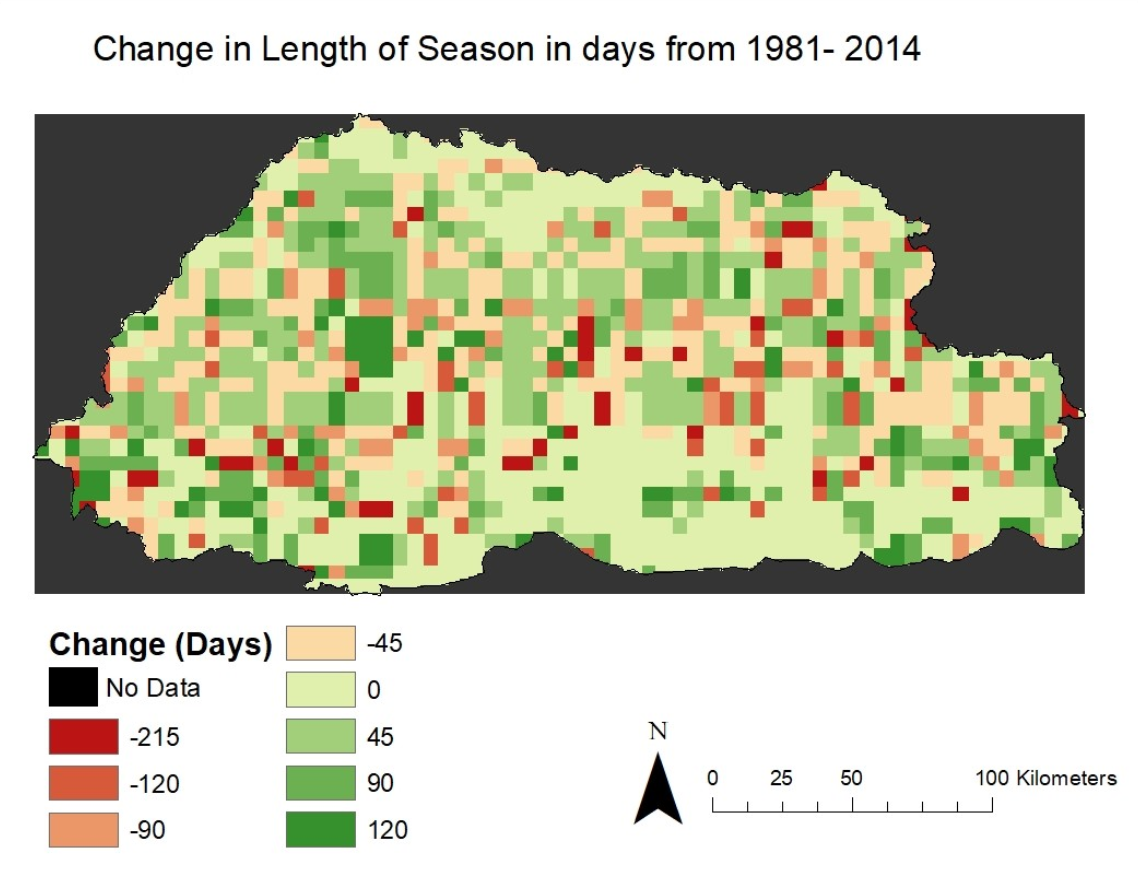 Change in Length of Season in days from 1981- 2014
Change (Days)
No Data
-215
-120
-90
-45
0
45
90
120
N
0 25 50 100 Kilometers